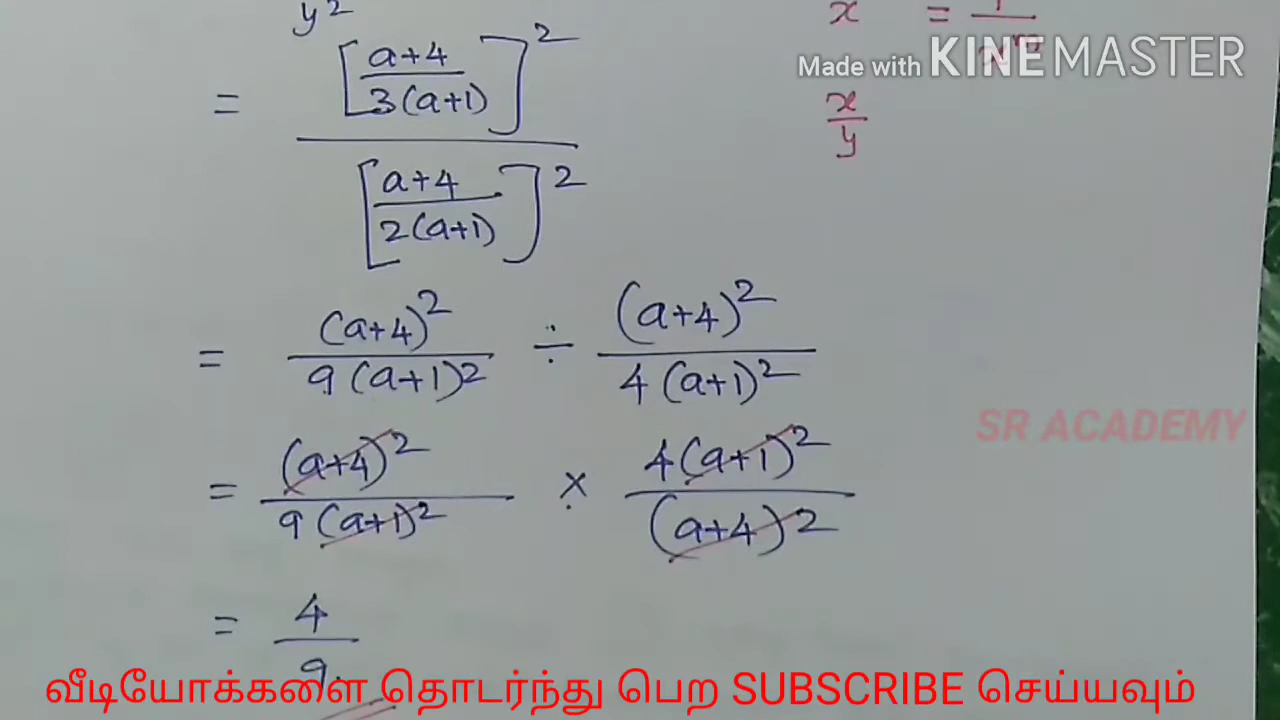 y²
x = 1/xᵐ
Made with KINEMASTER
= [(a+4)/(3(a+1))]² / [(a+4)/(2(a+1))]²
x/y
= (a+4)²/9(a+1)² ÷ (a+4)²/4(a+1)²
SR ACADEMY
= (a+4)²/9(a+1)² × 4(a+1)²/(a+4)²
= 4/9
வீடியோக்களை தொடர்ந்து பெற SUBSCRIBE செய்யவும்